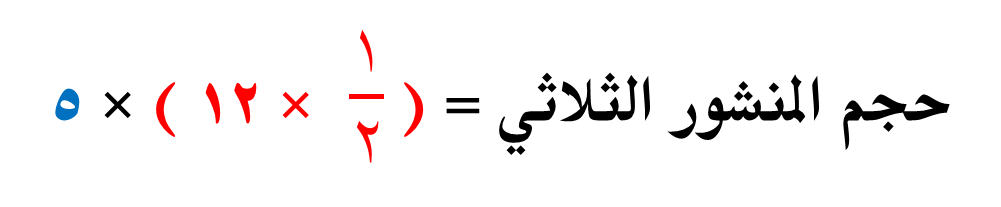 حجم المنشور الثلاثي = ( ١/٢ × ١٢ ) × ٥